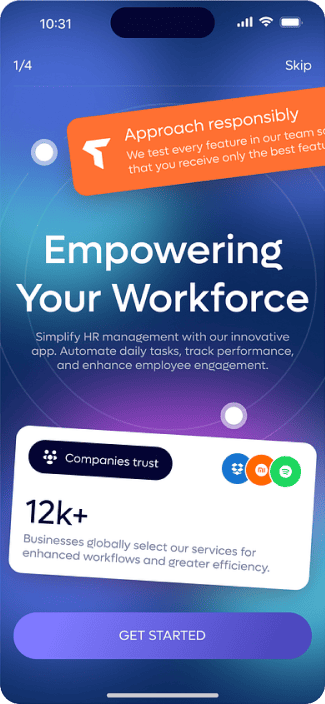 10:31
1/4
Skip
Approach responsibly
We test every feature in our team
that you receive only the best
Empowering
Your Workforce
Simplify HR management with our innovative
app. Automate daily tasks, track performance,
and enhance employee engagement.
Companies trust
12k+
Businesses globally select our services for
enhanced workflows and greater efficiency.
GET STARTED